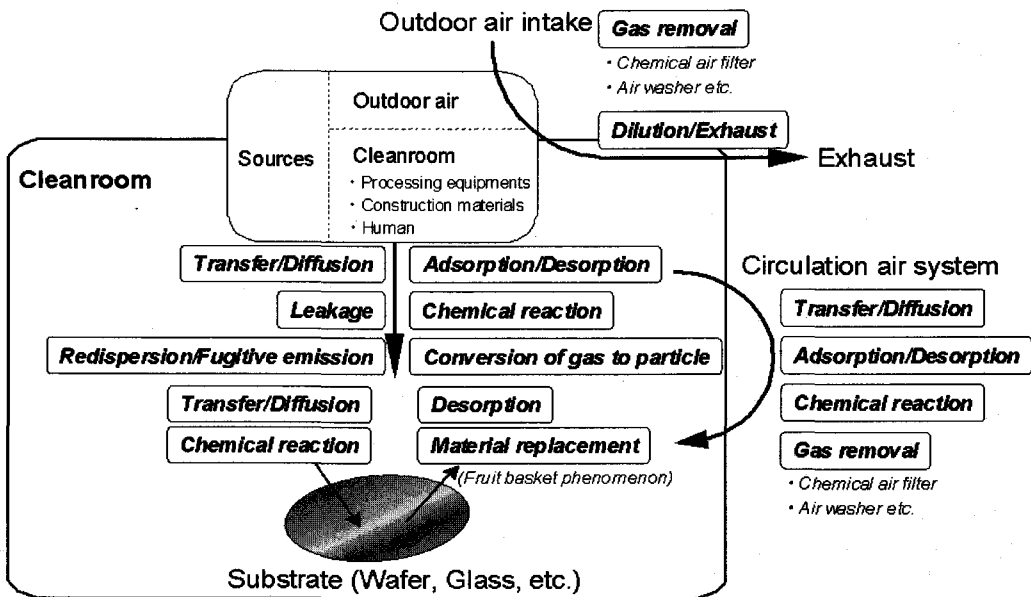 Outdoor air intake
Gas removal
・Chemical air filter
・Air washer etc.
Dilution/Exhaust
Exhaust
Cleanroom
Sources
Outdoor air
Cleanroom
・Processing equipments
・Construction materials
・Human
Transfer/Diffusion
Adsorption/Desorption
Leakage
Chemical reaction
Redispersion/Fugitive emission
Conversion of gas to particle
Transfer/Diffusion
Desorption
Chemical reaction
Material replacement
(Fruit basket phenomenon)
Circulation air system
Transfer/Diffusion
Adsorption/Desorption
Chemical reaction
Gas removal
・Chemical air filter
・Air washer etc.
Substrate (Wafer, Glass, etc.)